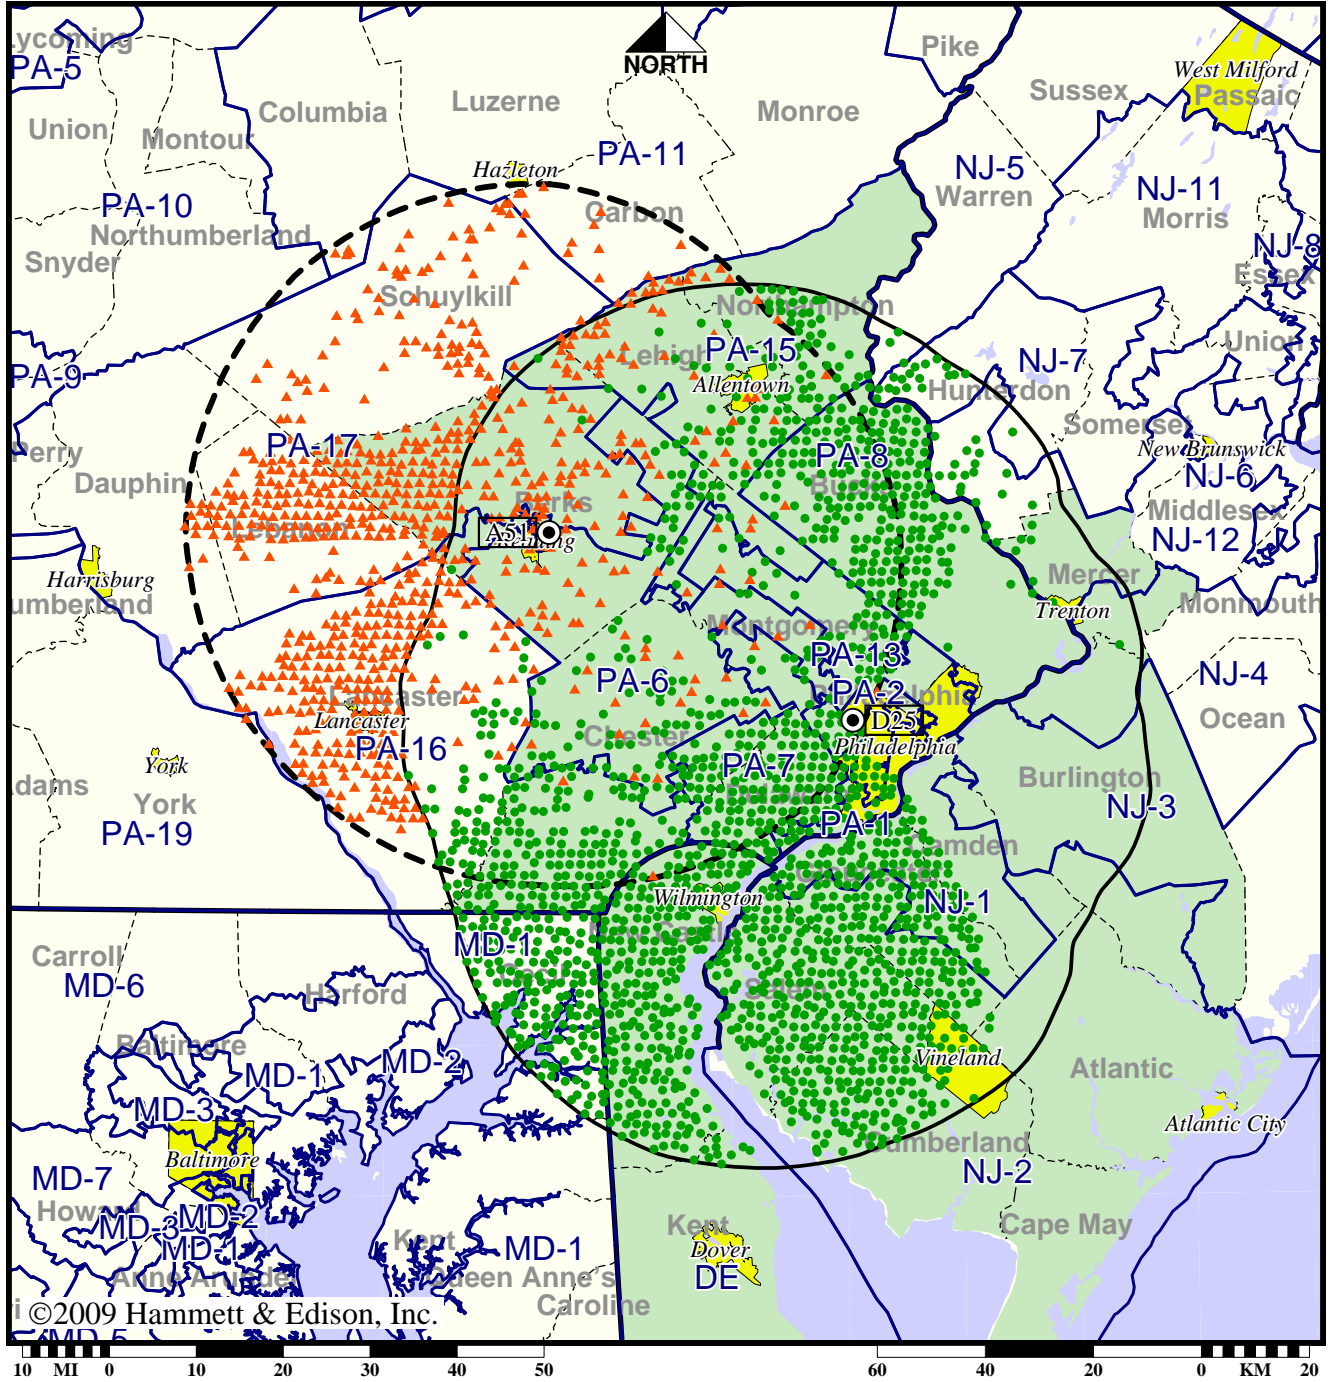 Lycoming
PA-5
Union
Montour
Columbia
Luzerne
NORTH
Monroe
Pike
Sussex
West Milford
Passaic
PA-11
Hazleton
Carbon
NJ-5
Warren
NJ-11
Morris
PA-10
Northumberland
Snyder
NJ-8
Essex
Schuylkill
Northampton
Union
PA-9
Lehigh
PA-15
Allentown
NJ-7
Hunterdon
Somerset
New Brunswick
NJ-6
Middlesex
NJ-12
Perry
PA-17
Dauphin
PA-8
Bucks
Berks
Lebanon
A51
Harrisburg
Cumberland
Mercer
Trenton
Monmouth
Montgomery
PA-13
PA-2
Philadelphia
D25
Philadelphia
NJ-4
Ocean
PA-6
Lancaster
Lancaster
PA-16
Chester
York
York
Adams
PA-19
PA-7
PA-1
Burlington
NJ-3
Camden
Gloucester
Wilmington
NJ-1
New Castle
MD-1
Cecil
Salem
Carroll
MD-6
Harford
Baltimore
MD-1
MD-2
MD-3
Baltimore
Vineland
Atlantic
Atlantic City
Cumberland
NJ-2
MD-7
Howard
MD-3
MD-2
MD-1
Anne Arundel
Kent
MD-1
Queen Anne's
Caroline
Kent
Dover
DE
Cape May
©2009 Hammett & Edison, Inc.
MD-5
10 MI 0 10 20 30 40 50 60 40 20 0 KM 20